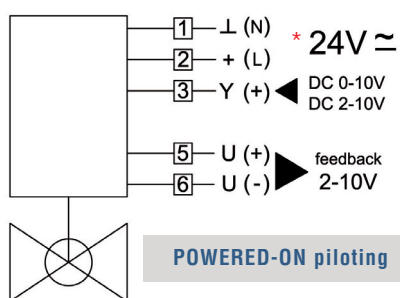 1 ⊥ (N)
2 + (L)
* 24V ≃
3 Y (+)
DC 0-10V
DC 2-10V
5 U (+)
6 U (-)
feedback
2-10V
POWERED-ON piloting